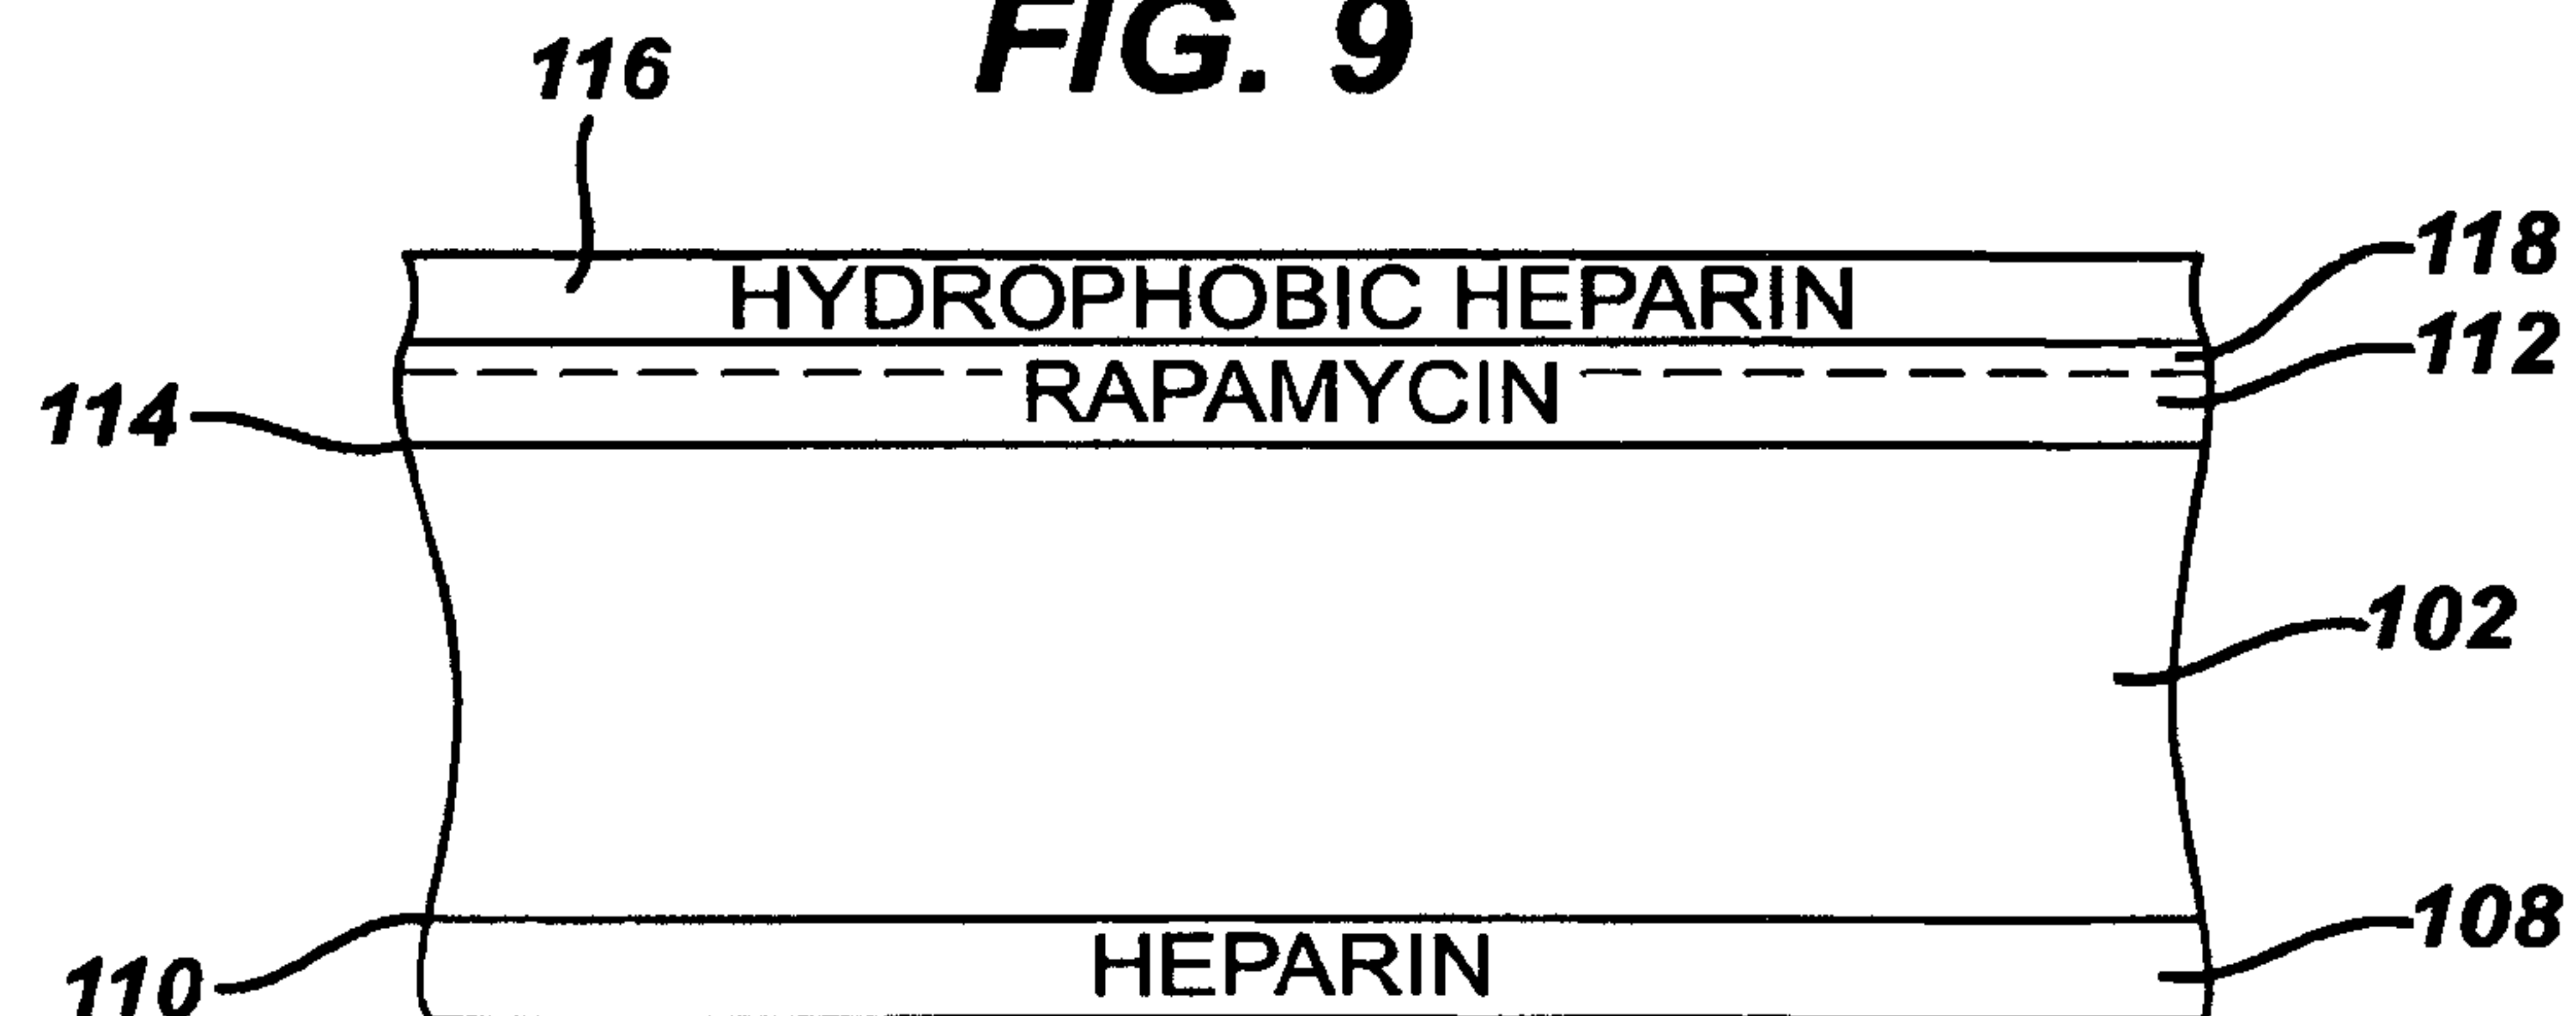 FIG. 9
116
118
HYDROPHOBIC HEPARIN
112
RAPAMYCIN
114
102
108
HEPARIN
110